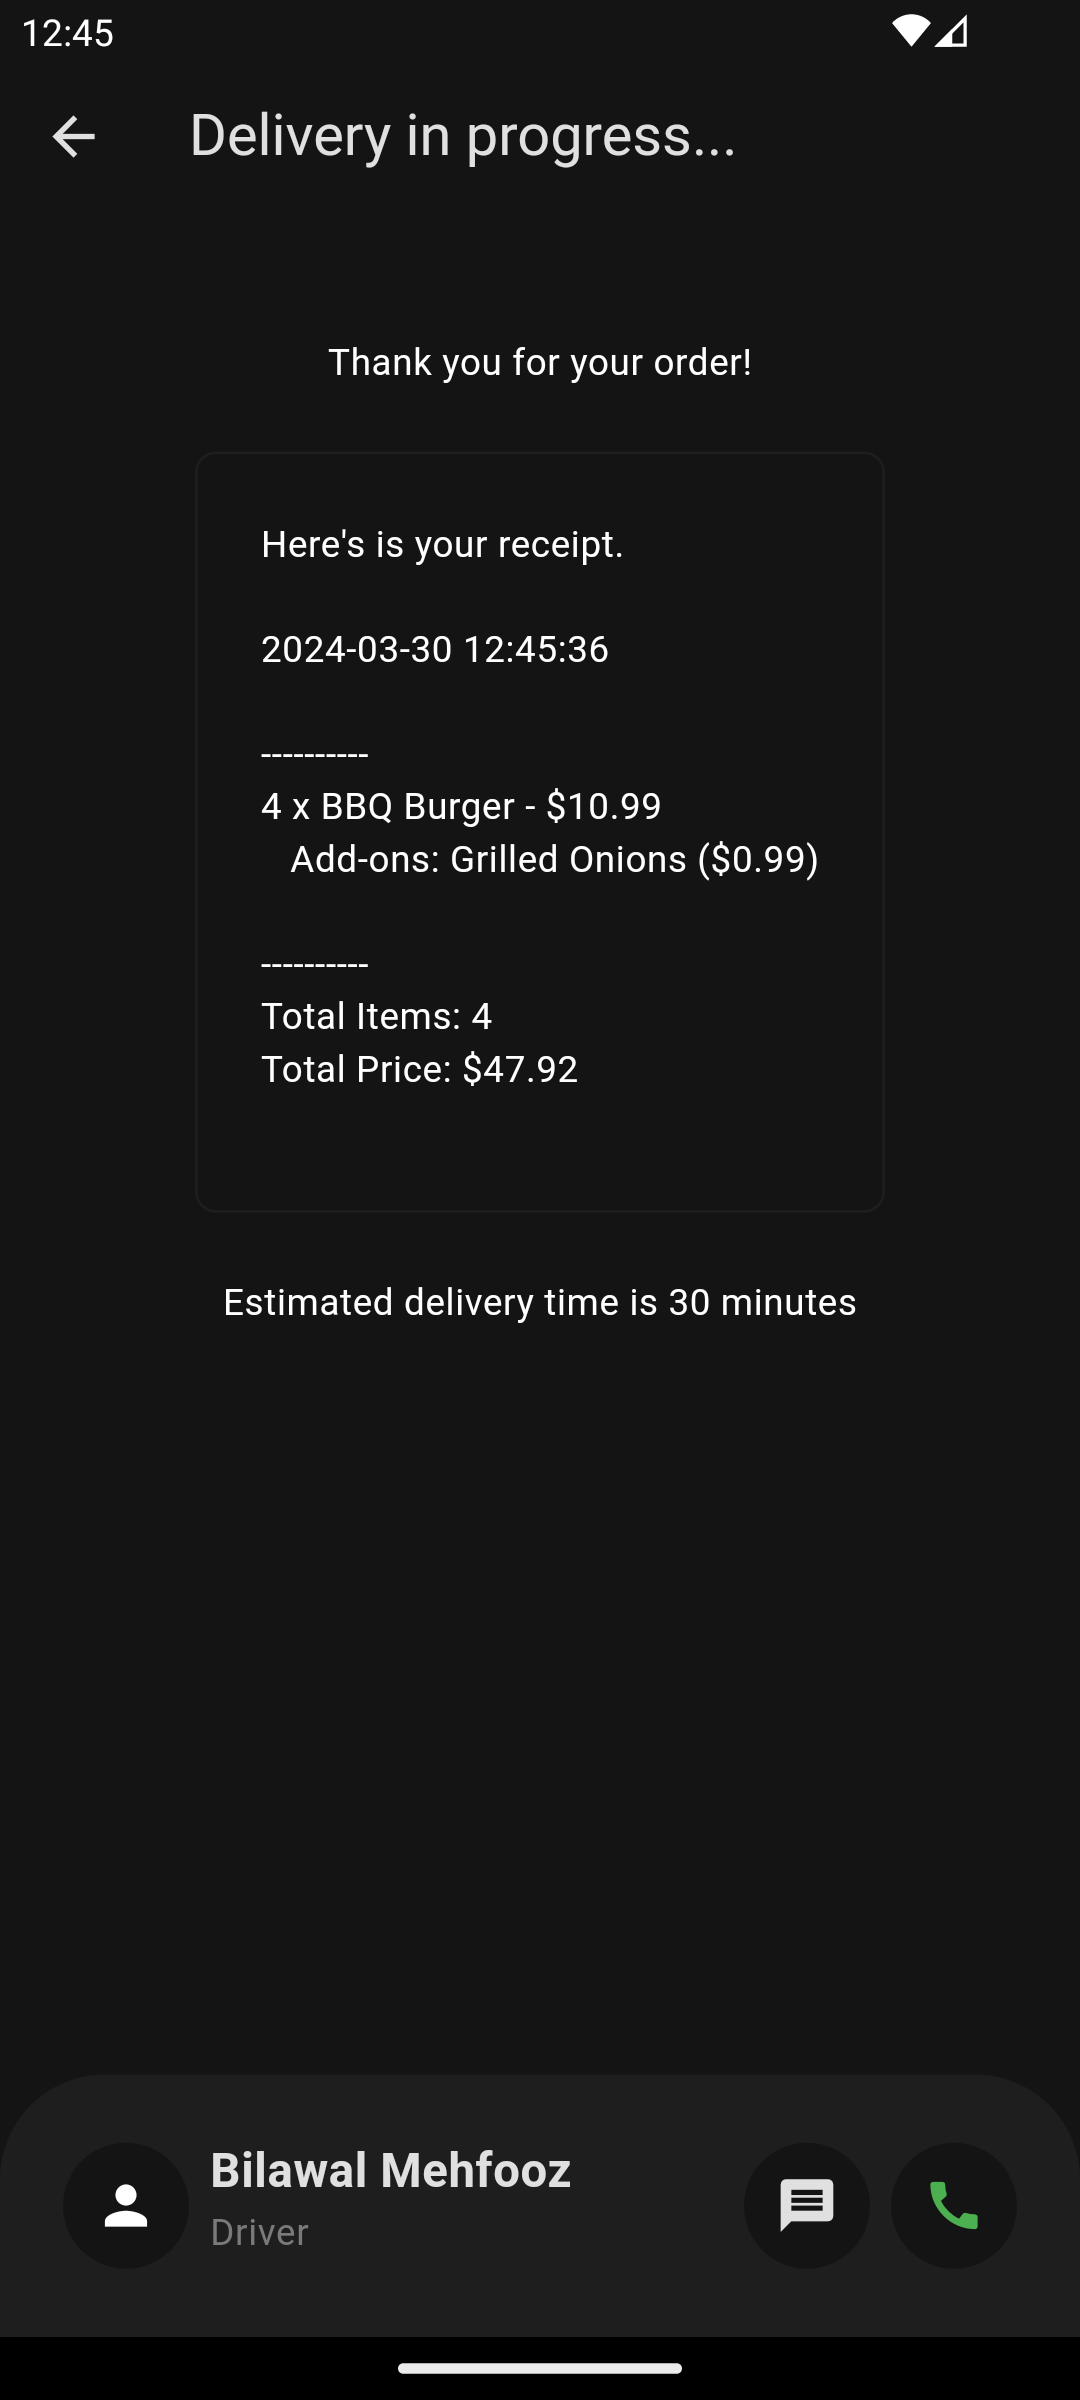 12:45
Delivery in progress...
Thank you for your order!
Here's is your receipt.
2024-03-30 12:45:36
----------
4 x BBQ Burger - $10.99
Add-ons: Grilled Onions ($0.99)
----------
Total Items: 4
Total Price: $47.92
Estimated delivery time is 30 minutes
Bilawal Mehfooz
Driver